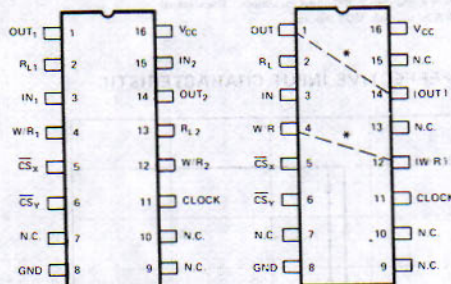 OUT1 1 16 VCC
RL1 2 15 IN2
IN1 3 14 OUT2
W/R1 4 13 RL2
CSX 5 12 W/R2
CSY 6 11 CLOCK
N.C. 7 10 N.C.
GND 8 9 N.C.
OUT 1 16 VCC
RL 2 15 N.C.
IN 3 14 (OUT1
W/R 4 13 N.C.
CSX 5 12 (W/R1
CSY 6 11 CLOCK
N.C. 7 10 N.C.
GND 8 9 N.C.
*
*